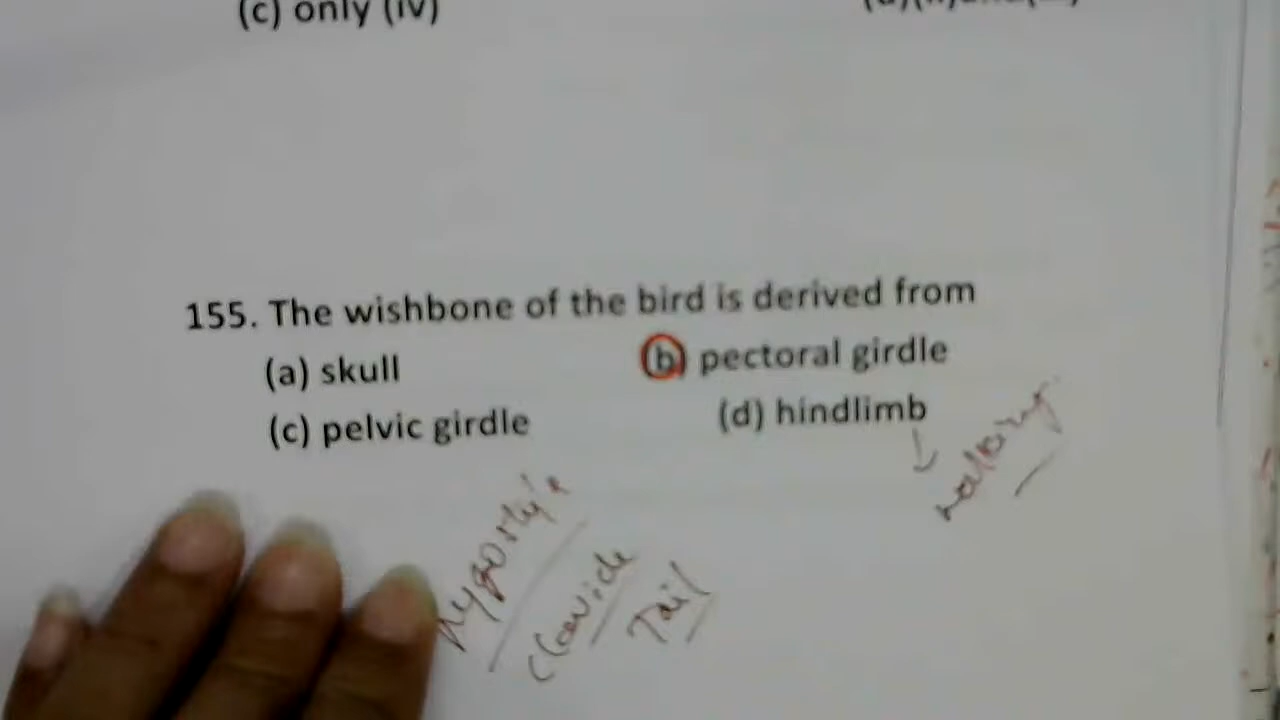 (c) only (iv)
155. The wishbone of the bird is derived from
(a) skull (b) pectoral girdle
(c) pelvic girdle (d) hindlimb
walking
Clavicle
Tail